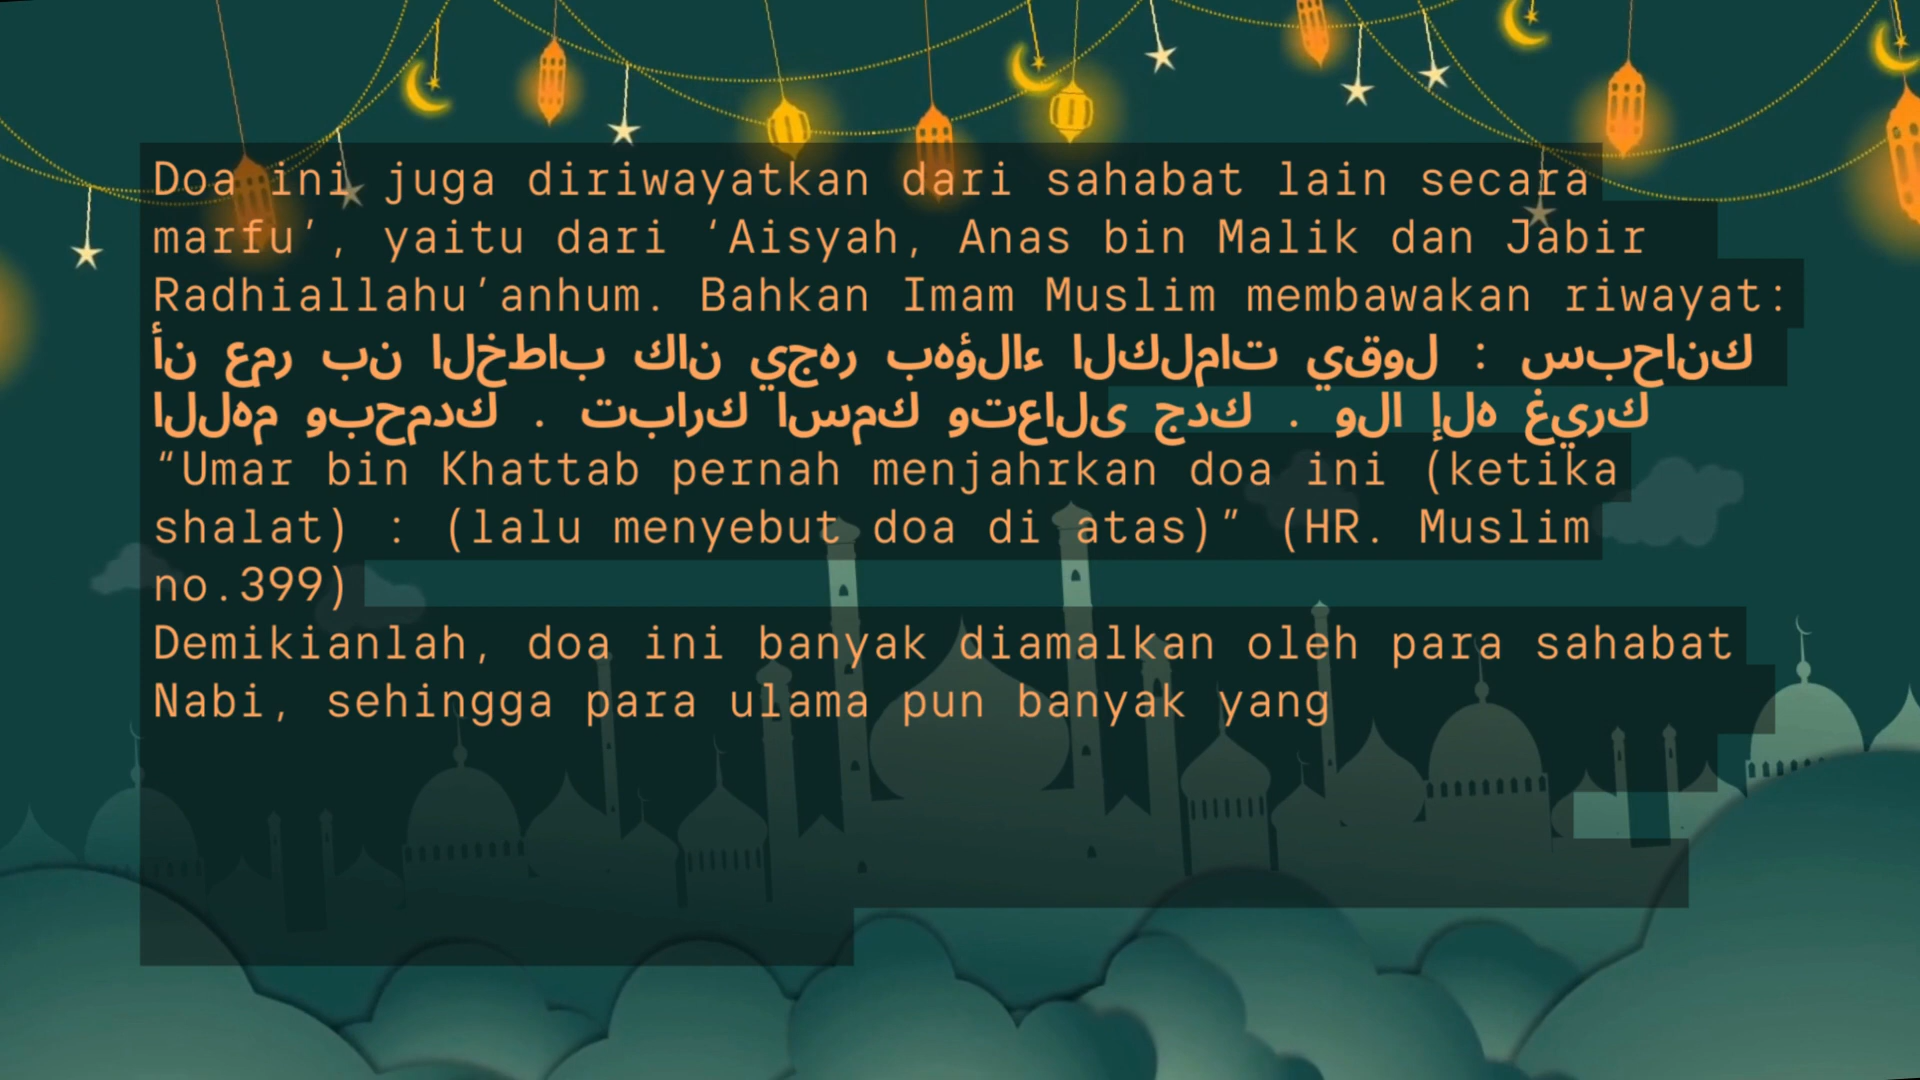 Doa ini juga diriwayatkan dari sahabat lain secara
marfu’, yaitu dari ‘Aisyah, Anas bin Malik dan Jabir
Radhiallahu’anhum. Bahkan Imam Muslim membawakan riwayat:
أن عمر بن الخطاب كان يجهر بهؤلاء الكلمات يقول : سبحانك
اللهم وبحمدك . تبارك اسمك وتعالى جدك . ولا إله غيرك
“Umar bin Khattab pernah menjahrkan doa ini (ketika
shalat) : (lalu menyebut doa di atas)” (HR. Muslim
no.399)
Demikianlah, doa ini banyak diamalkan oleh para sahabat
Nabi, sehingga para ulama pun banyak yang